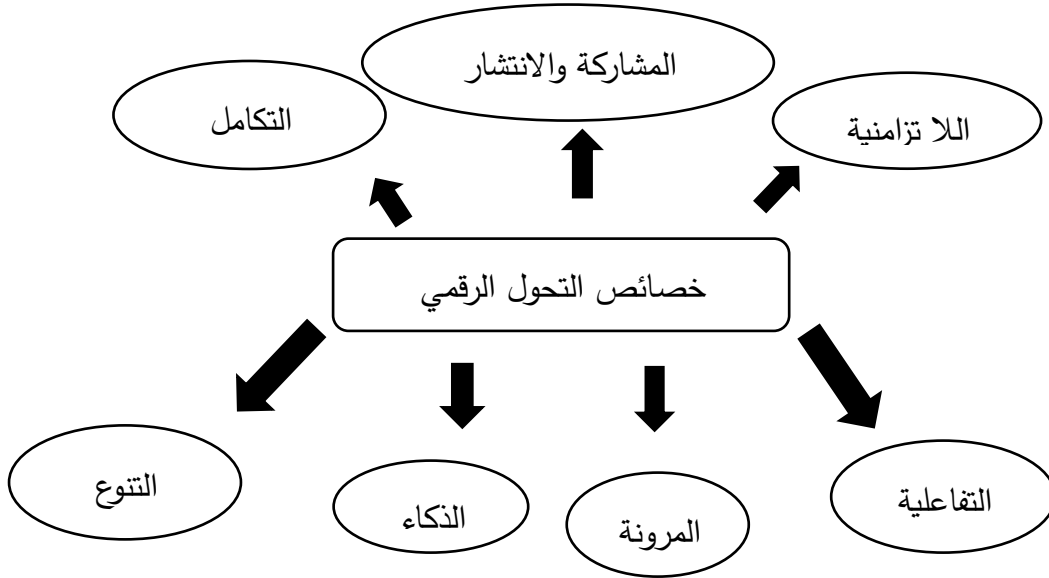 المشاركة والانتشار
اللا تزامنية
التكامل
خصائص التحول الرقمي
التفاعلية
المرونة
الذكاء
التنوع